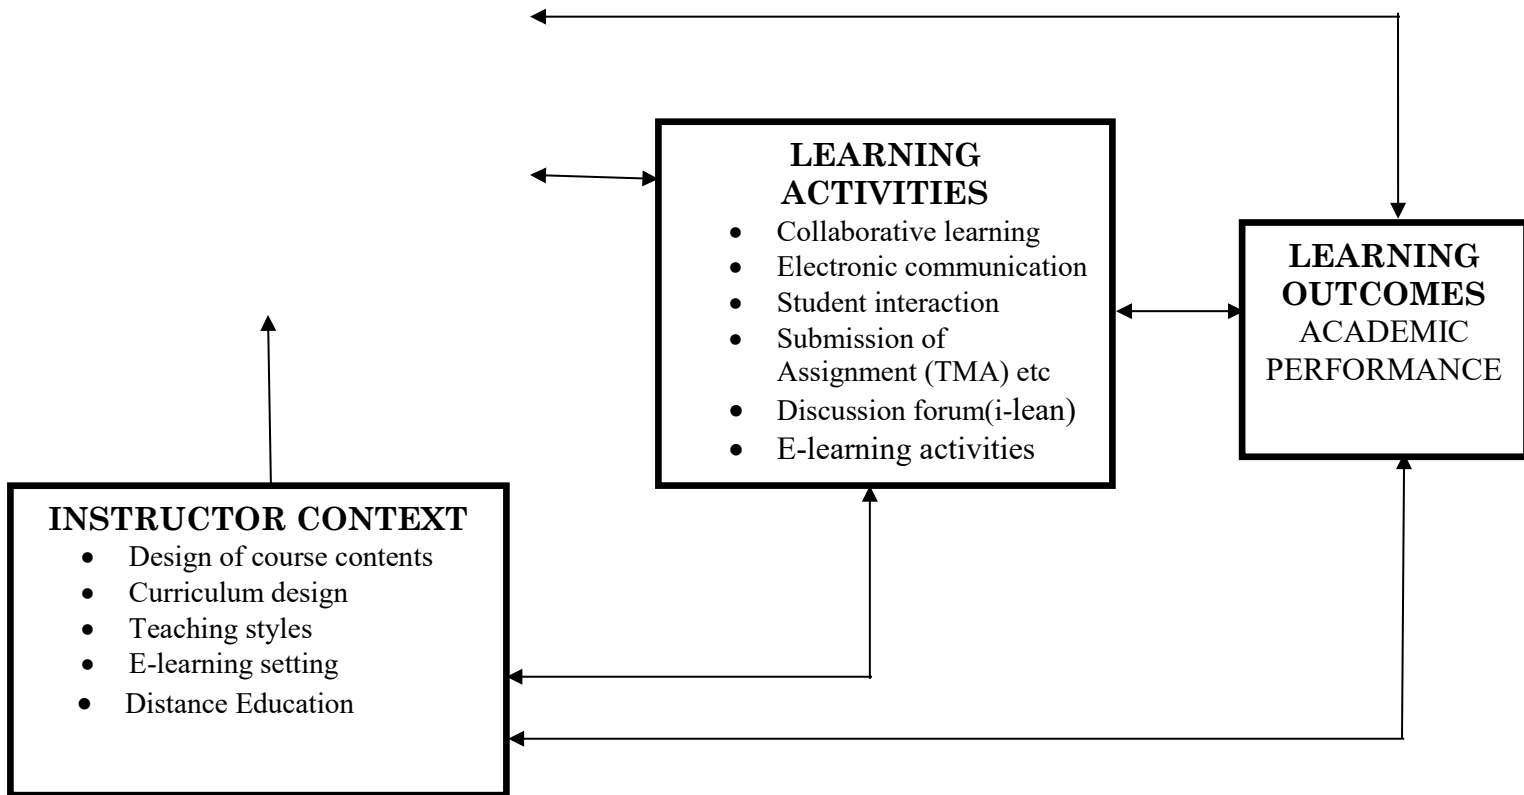 LEARNING
ACTIVITIES
• Collaborative learning
• Electronic communication
• Student interaction
• Submission of
Assignment (TMA) etc
• Discussion forum(i-lean)
• E-learning activities
LEARNING
OUTCOMES
ACADEMIC
PERFORMANCE
INSTRUCTOR CONTEXT
• Design of course contents
• Curriculum design
• Teaching styles
• E-learning setting
• Distance Education